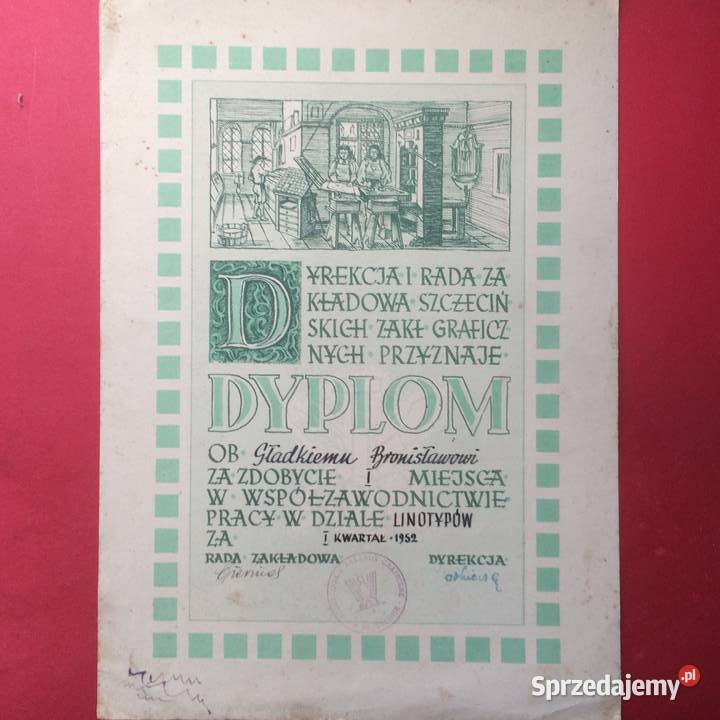 DYREKCJA I RADA ZA
KŁADOWA SZCZECIŃ
SKICH ZAKŁ GRAFICZ
NYCH PRZYZNAJE
DYPLOM
OB Gładkiemu Bronisławowi
ZA ZDOBYCIE I MIEJSCA
W WSPÓŁZAWODNICTWIE
PRACY W DZIALE LINOTYPÓW
ZA I KWARTAŁ · 1952
RADA ZAKŁADOWA DYREKCJA
Sprzedajemy.pl